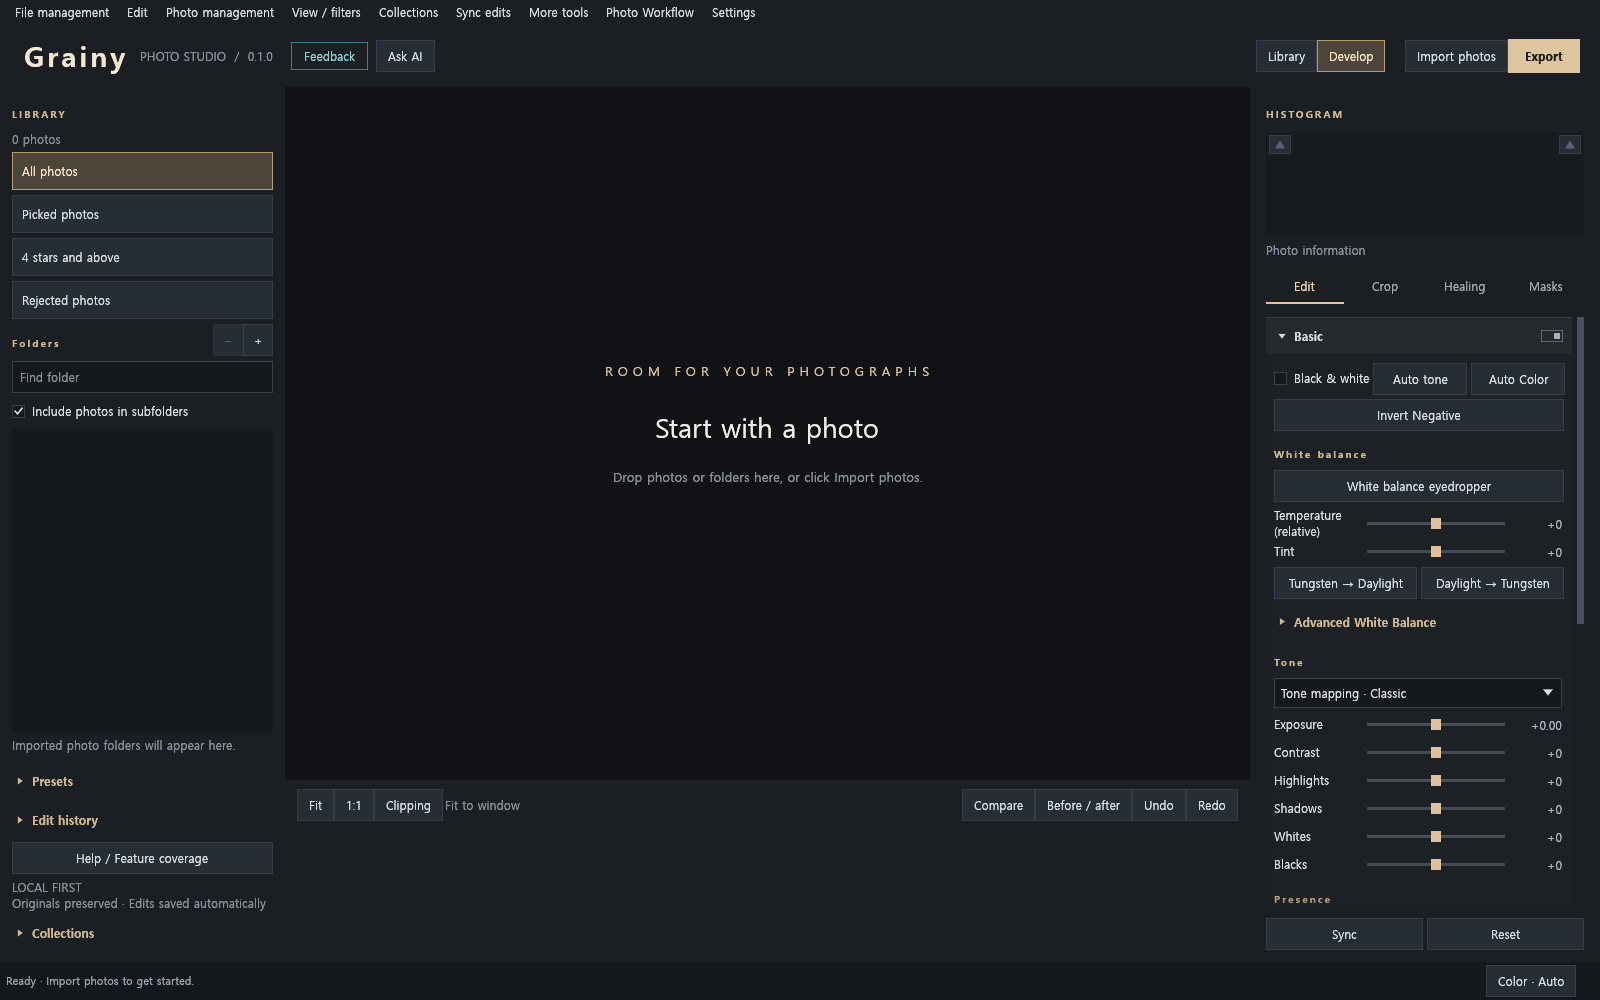 File management Edit Photo management View / filters Collections Sync edits More tools Photo Workflow Settings
Grainy PHOTO STUDIO / 0.1.0 Feedback Ask AI Library Develop Import photos Export
LIBRARY
0 photos
All photos
Picked photos
4 stars and above
Rejected photos
Folders − +
Find folder
Include photos in subfolders
Imported photo folders will appear here.
Presets
Edit history
Help / Feature coverage
LOCAL FIRST
Originals preserved · Edits saved automatically
Collections
ROOM FOR YOUR PHOTOGRAPHS
Start with a photo
Drop photos or folders here, or click Import photos.
Fit 1:1 Clipping Fit to window Compare Before / after Undo Redo
HISTOGRAM
Photo information
Edit Crop Healing Masks
Basic
Black & white Auto tone Auto Color
Invert Negative
White balance
White balance eyedropper
Temperature
(relative) +0
Tint +0
Tungsten → Daylight Daylight → Tungsten
Advanced White Balance
Tone
Tone mapping · Classic
Exposure +0.00
Contrast +0
Highlights +0
Shadows +0
Whites +0
Blacks +0
Presence
Sync Reset
Ready · Import photos to get started. Color · Auto